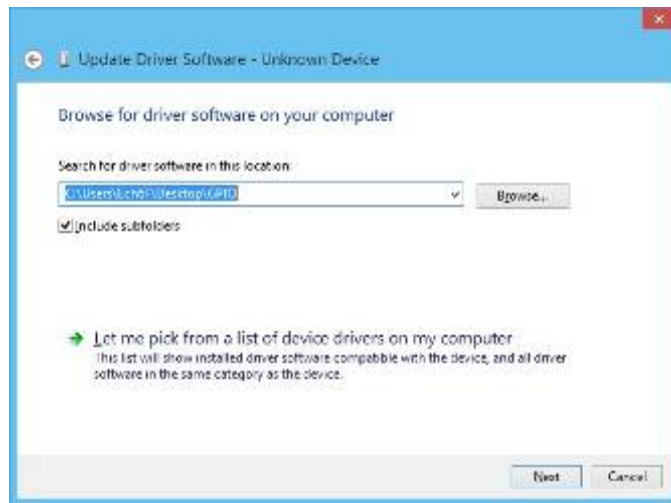 Update Driver Software - Unknown Device
Browse for driver software on your computer
Search for driver software in this location:
Browse...
Include subfolders
Let me pick from a list of device drivers on my computer
This list will show installed driver software compatible with the device, and all driver
software in the same category as the device.
Next
Cancel